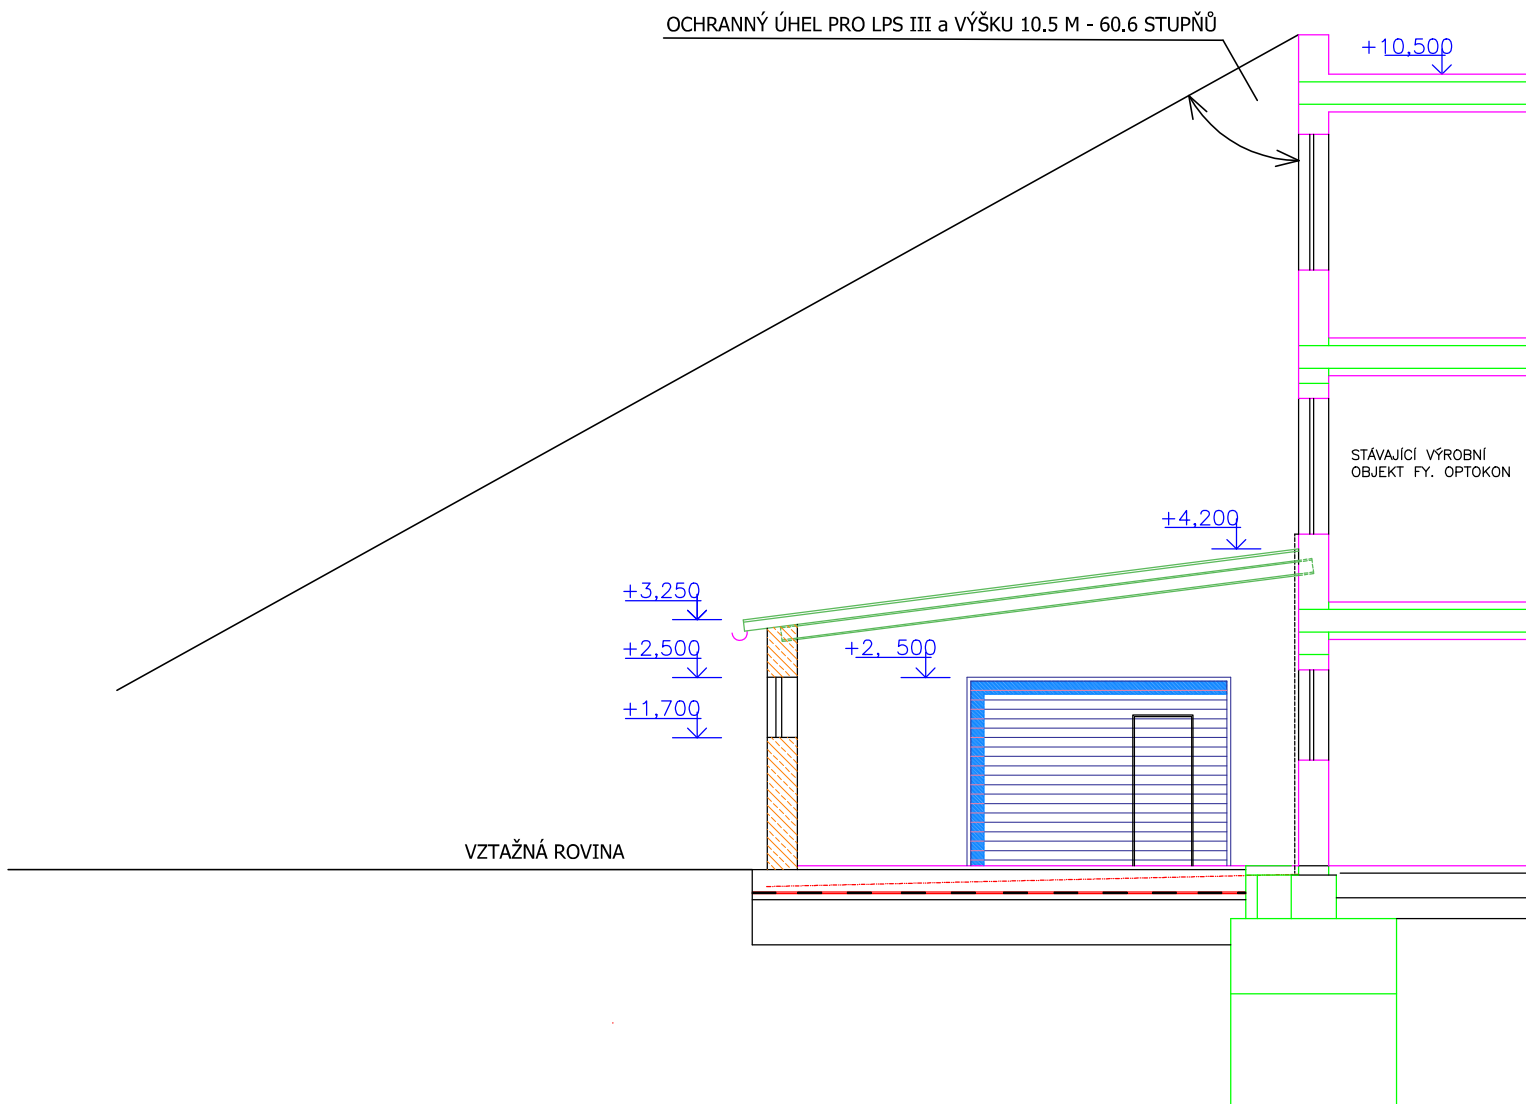 OCHRANNÝ ÚHEL PRO LPS III a VÝŠKU 10.5 M - 60.6 STUPŇŮ
+10,500
STÁVAJÍCÍ VÝROBNÍ
OBJEKT FY. OPTOKON
+4,200
+3,250
+2,500
+2, 500
+1,700
VZTAŽNÁ ROVINA